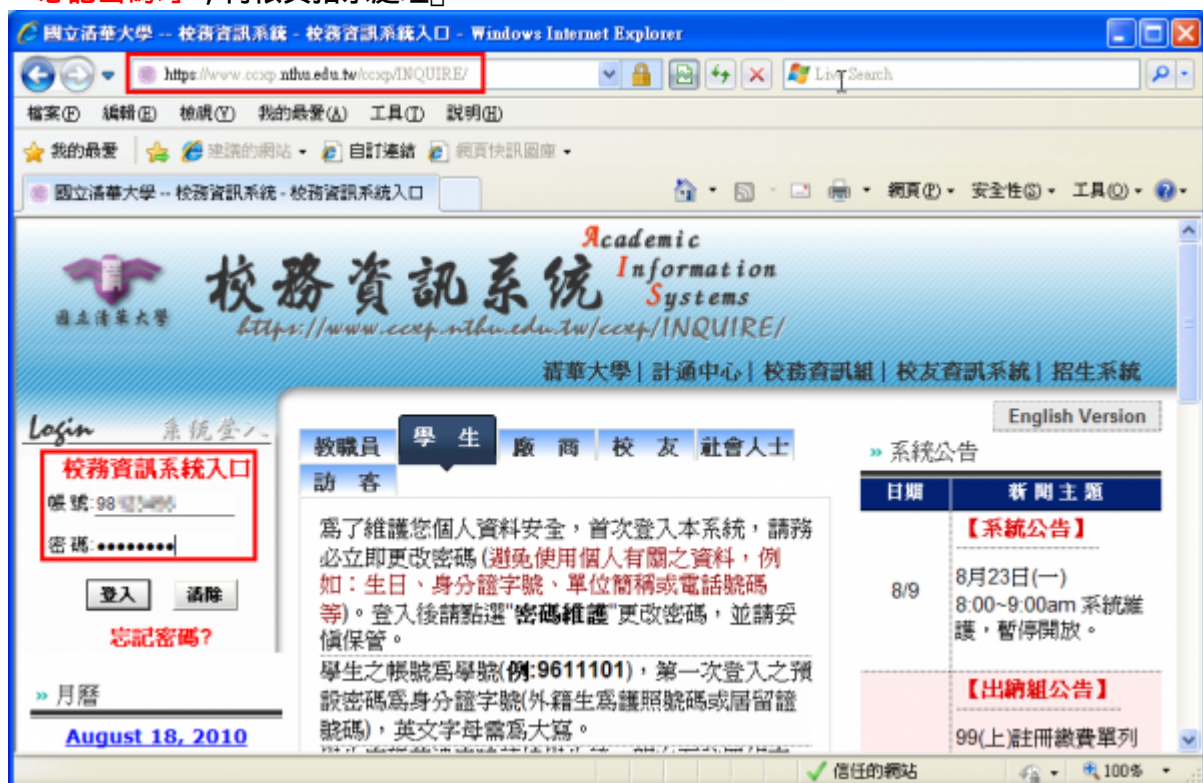 國立清華大學 -- 校務資訊系統 - 校務資訊系統入口 - Windows Internet Explorer
https://www.ccxp.nthu.edu.tw/ccxp/INQUIRE/
Live Search
檔案(F) 編輯(E) 檢視(V) 我的最愛(A) 工具(T) 說明(H)
我的最愛 建議的網站 自訂連結 網頁快訊圖庫
國立清華大學 -- 校務資訊系統 - 校務資訊系統入口
網頁(P) 安全性(S) 工具(O)
Academic
Information
Systems
校務資訊系統
國立清華大學
https://www.ccxp.nthu.edu.tw/ccxp/INQUIRE/
清華大學 | 計通中心 | 校務資訊組 | 校友資訊系統 | 招生系統
Login 系統登入
校務資訊系統入口
帳號:98
密碼:●●●●●●●●
登入 清除
忘記密碼?
» 月曆
August 18, 2010
教職員 學生 廠商 校友 社會人士
訪客
為了維護您個人資料安全，首次登入本系統，請務
必立即更改密碼(避免使用個人有關之資料，例
如：生日、身分證字號、單位簡稱或電話號碼
等)。登入後請點選"密碼維護"更改密碼，並請妥
慎保管。
學生之帳號為學號(例:9611101)，第一次登入之預
設密碼為身分證字號(外籍生為護照號碼或居留證
號碼)，英文字母需為大寫。
English Version
» 系統公告
日期 新聞主題
【系統公告】
8/9
8月23日(一)
8:00~9:00am 系統維
護，暫停開放。
【出納組公告】
99(上)註冊繳費單列
信任的網站
100%